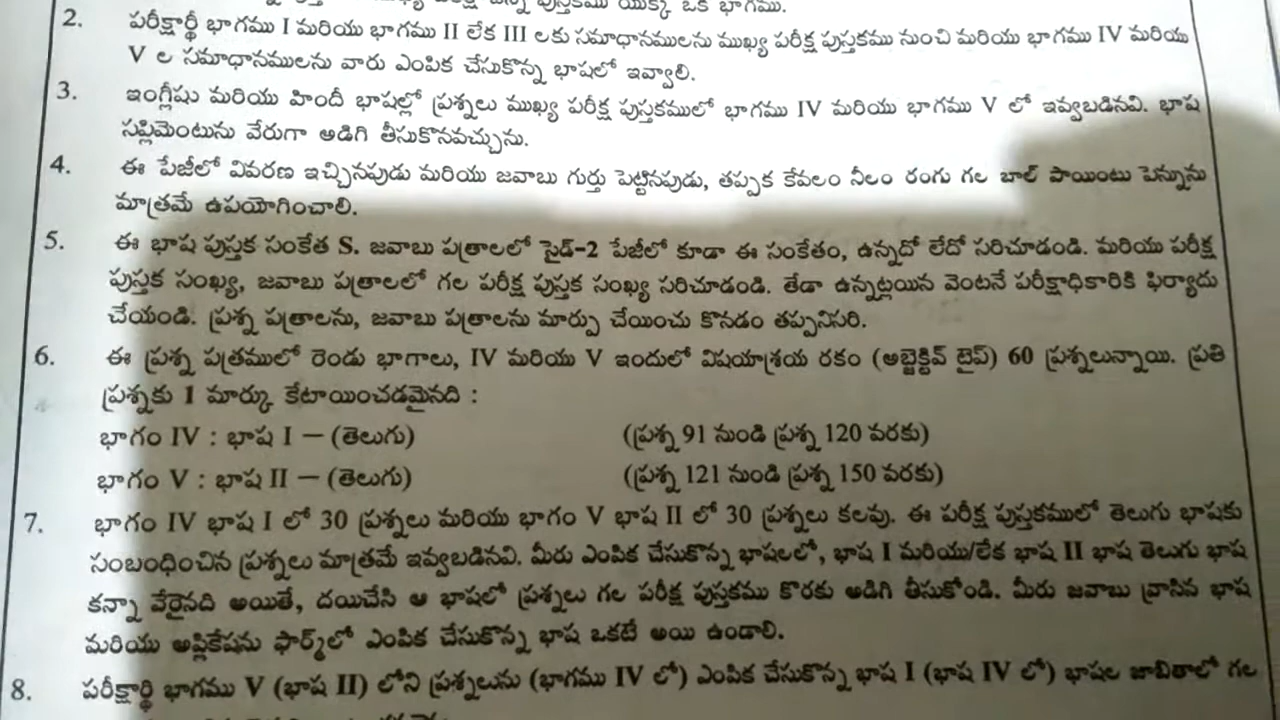 ముఖ్య పరీక్ష పుస్తకము యొక్క ఒక భాగము.
2. పరీక్షార్థి భాగము I మరియు భాగము II లేక III లకు సమాధానములను ముఖ్య పరీక్ష పుస్తకము నుంచి మరియు భాగము IV మరియు
V ల సమాధానములను వారు ఎంపిక చేసుకొన్న భాషలో ఇవ్వాలి.
3. ఇంగ్లీషు మరియు హిందీ భాషల్లో ప్రశ్నలు ముఖ్య పరీక్ష పుస్తకములో భాగము IV మరియు భాగము V లో ఇవ్వబడినవి. భాష
సప్లిమెంటును వేరుగా అడిగి తీసుకొనవచ్చును.
4. ఈ పేజీలో వివరణ ఇచ్చినపుడు మరియు జవాబు గుర్తు పెట్టినపుడు, తప్పక కేవలం నీలం రంగు గల బాల్ పాయింటు పెన్నును
మాత్రమే ఉపయోగించాలి.
5. ఈ భాష పుస్తక సంకేత S. జవాబు పత్రాలలో సైడ్-2 పేజీలో కూడా ఈ సంకేతం, ఉన్నదో లేదో సరిచూడండి. మరియు పరీక్ష
పుస్తక సంఖ్య, జవాబు పత్రాలలో గల పరీక్ష పుస్తక సంఖ్య సరిచూడండి. తేడా ఉన్నట్లయిన వెంటనే పరీక్షాధికారికి ఫిర్యాదు
చేయండి. ప్రశ్న పత్రాలను, జవాబు పత్రాలను మార్పు చేయించు కొనడం తప్పనిసరి.
6. ఈ ప్రశ్న పత్రములో రెండు భాగాలు, IV మరియు V ఇందులో విషయాశ్రయ రకం (అబ్జెక్టివ్ టైప్) 60 ప్రశ్నలున్నాయి. ప్రతి
ప్రశ్నకు 1 మార్కు కేటాయించడమైనది :
భాగం IV : భాష I – (తెలుగు) (ప్రశ్న 91 నుండి ప్రశ్న 120 వరకు)
భాగం V : భాష II – (తెలుగు) (ప్రశ్న 121 నుండి ప్రశ్న 150 వరకు)
7. భాగం IV భాష I లో 30 ప్రశ్నలు మరియు భాగం V భాష II లో 30 ప్రశ్నలు కలవు. ఈ పరీక్ష పుస్తకములో తెలుగు భాషకు
సంబంధించిన ప్రశ్నలు మాత్రమే ఇవ్వబడినవి. మీరు ఎంపిక చేసుకొన్న భాషలలో, భాష I మరియు/లేక భాష II భాష తెలుగు భాష
కన్నా వేరైనది అయితే, దయచేసి ఆ భాషలో ప్రశ్నలు గల పరీక్ష పుస్తకము కొరకు అడిగి తీసుకోండి. మీరు జవాబు వ్రాసిన భాష
మరియు అప్లికేషను ఫార్మ్‌లో ఎంపిక చేసుకొన్న భాష ఒకటే అయి ఉండాలి.
8. పరీక్షార్థి భాగము V (భాష II) లోని ప్రశ్నలును (భాగము IV లో) ఎంపిక చేసుకొన్న భాష I (భాష IV లో) భాషల జాబితాలో గల